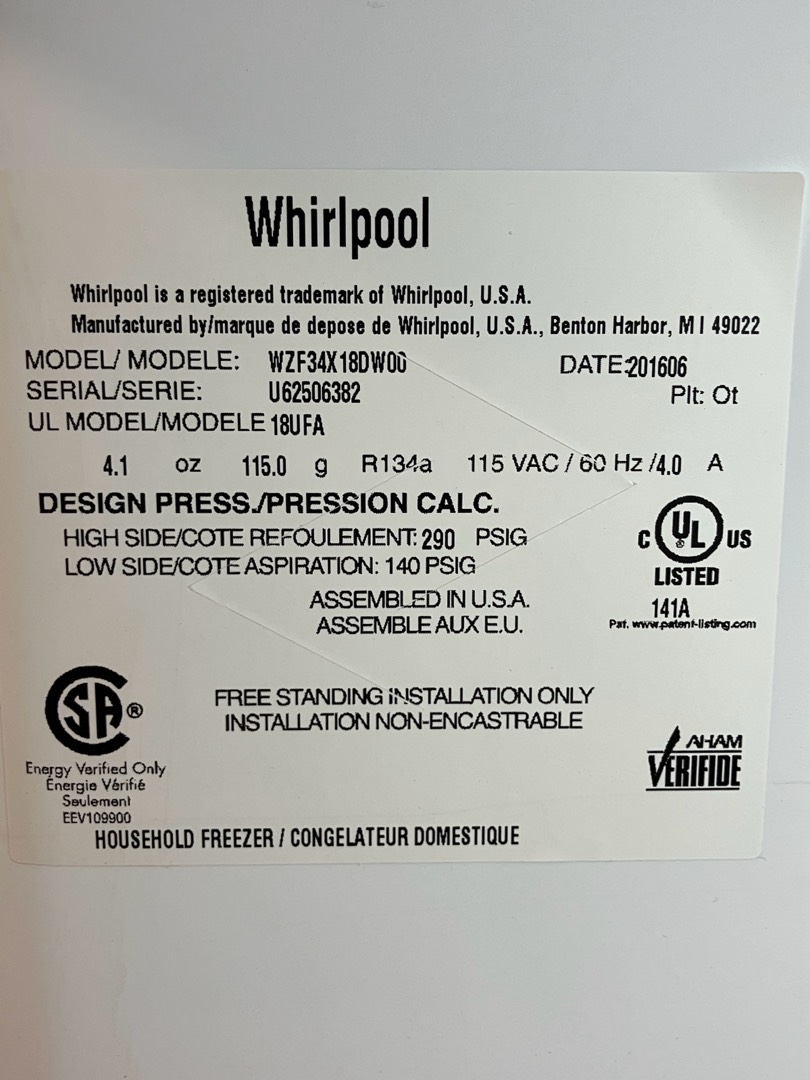 Whirlpool
Whirlpool is a registered trademark of Whirlpool, U.S.A.
Manufactured by/marque de depose de Whirlpool, U.S.A., Benton Harbor, M I 49022
MODEL/ MODELE: WZF34X18DW00 DATE:201606
SERIAL/SERIE: U62506382 Plt: Ot
UL MODEL/MODELE 18UFA
4.1 oz 115.0 g R134a 115 VAC / 60 Hz /4.0 A
DESIGN PRESS./PRESSION CALC.
HIGH SIDE/COTE REFOULEMENT: 290 PSIG
LOW SIDE/COTE ASPIRATION: 140 PSIG
C UL ® US
LISTED
141A
Pat. www.patent-listing.com
ASSEMBLED IN U.S.A.
ASSEMBLE AUX E.U.
FREE STANDING INSTALLATION ONLY
INSTALLATION NON-ENCASTRABLE
SA ®
Energy Verified Only
Énergie Vérifié
Seulement
EEV109900
AHAM
VERIFIDE
HOUSEHOLD FREEZER / CONGELATEUR DOMESTIQUE